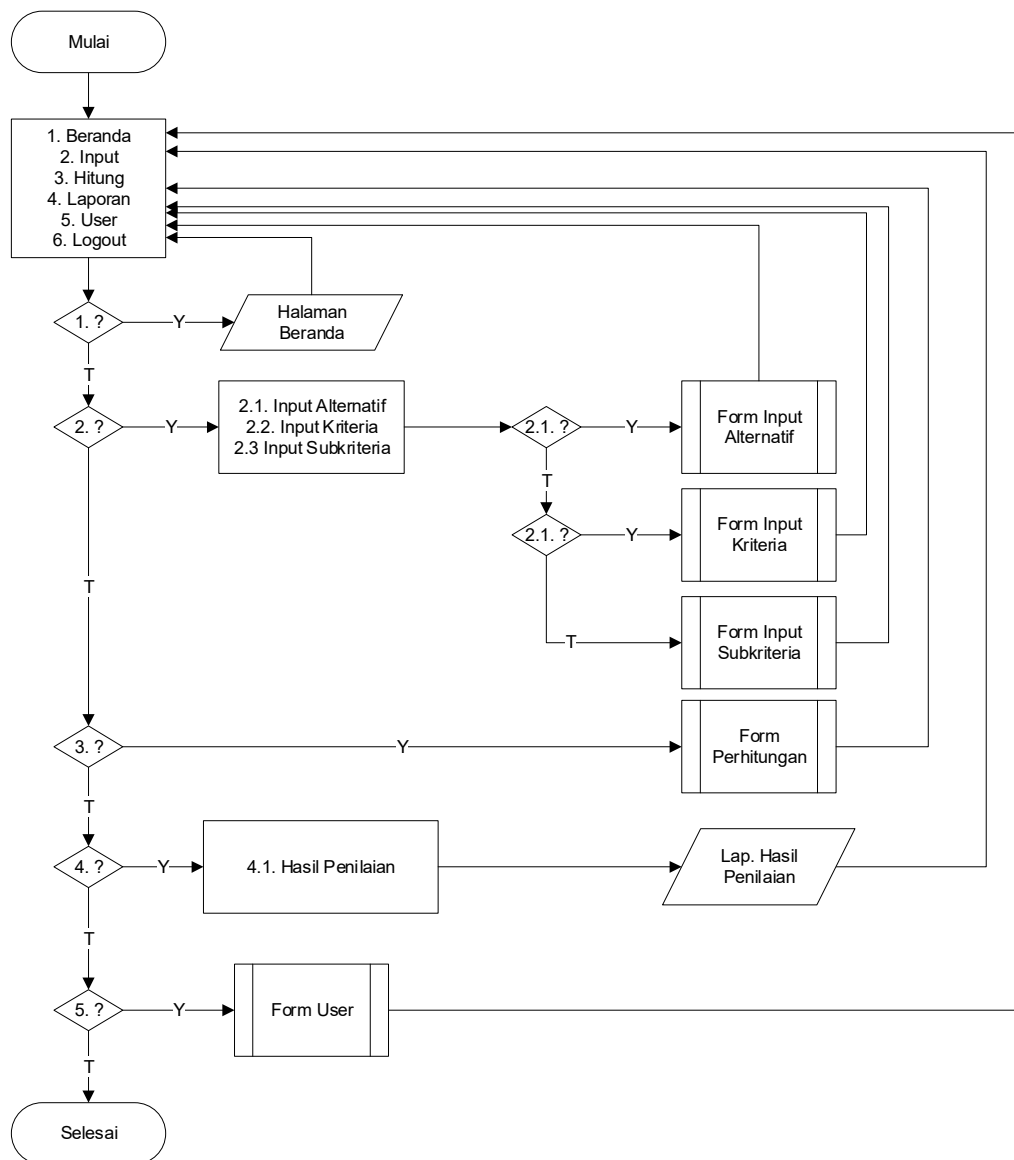 Mulai
1. Beranda
2. Input
3. Hitung
4. Laporan
5. User
6. Logout
1. ?
Y
Halaman
Beranda
T
2. ?
Y
2.1. Input Alternatif
2.2. Input Kriteria
2.3 Input Subkriteria
2.1. ?
Y
Form Input
Alternatif
T
2.1. ?
Y
Form Input
Kriteria
T
T
Form Input
Subkriteria
3. ?
Y
Form
Perhitungan
T
4. ?
Y
4.1. Hasil Penilaian
Lap. Hasil
Penilaian
T
5. ?
Y
Form User
T
Selesai